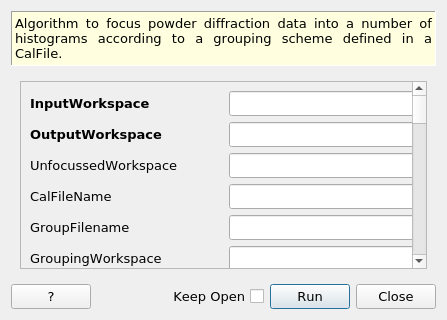 Algorithm to focus powder diffraction data into a number of
histograms according to a grouping scheme defined in a
CalFile.
InputWorkspace
OutputWorkspace
UnfocussedWorkspace
CalFileName
GroupFilename
GroupingWorkspace
? Keep Open Run Close